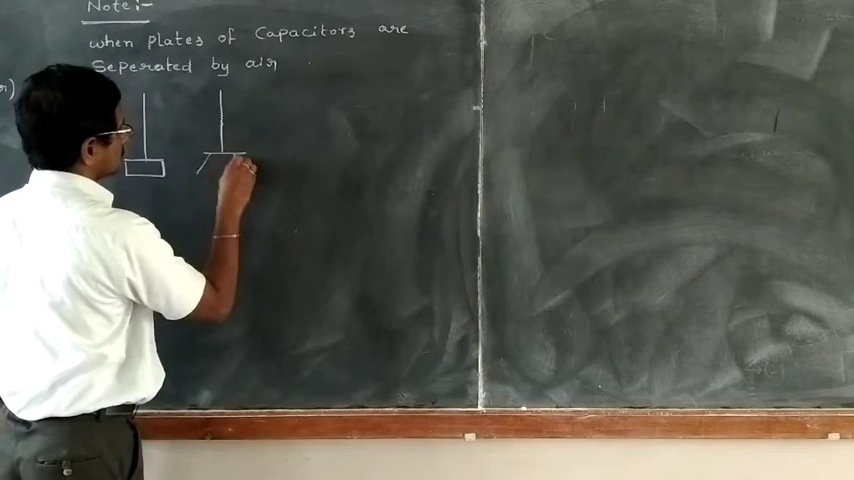 Note:-
when plates of Capacitors are
Seperated by air